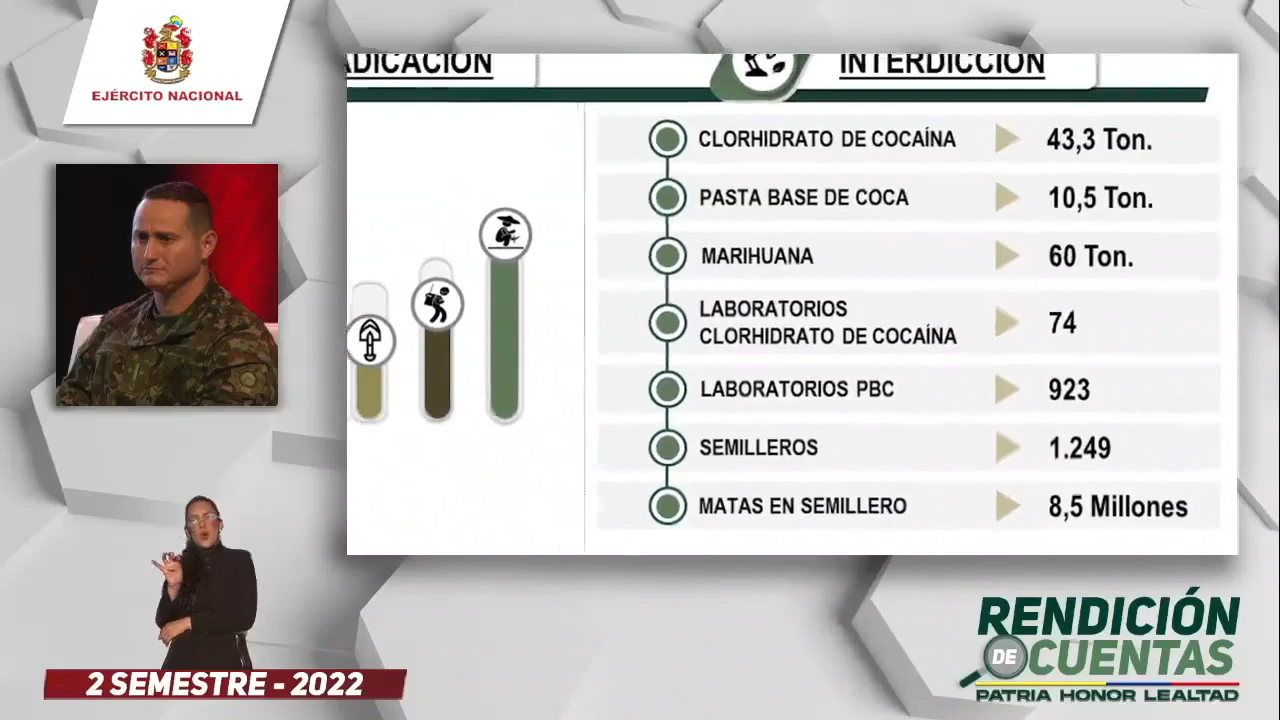 EJÉRCITO NACIONAL
INTERDICCIÓN
CLORHIDRATO DE COCAÍNA
43,3 Ton.
PASTA BASE DE COCA
10,5 Ton.
MARIHUANA
60 Ton.
LABORATORIOS
CLORHIDRATO DE COCAÍNA
74
LABORATORIOS PBC
923
SEMILLEROS
1.249
MATAS EN SEMILLERO
8,5 Millones
2 SEMESTRE - 2022
RENDICIÓN
DE CUENTAS
PATRIA HONOR LEALTAD